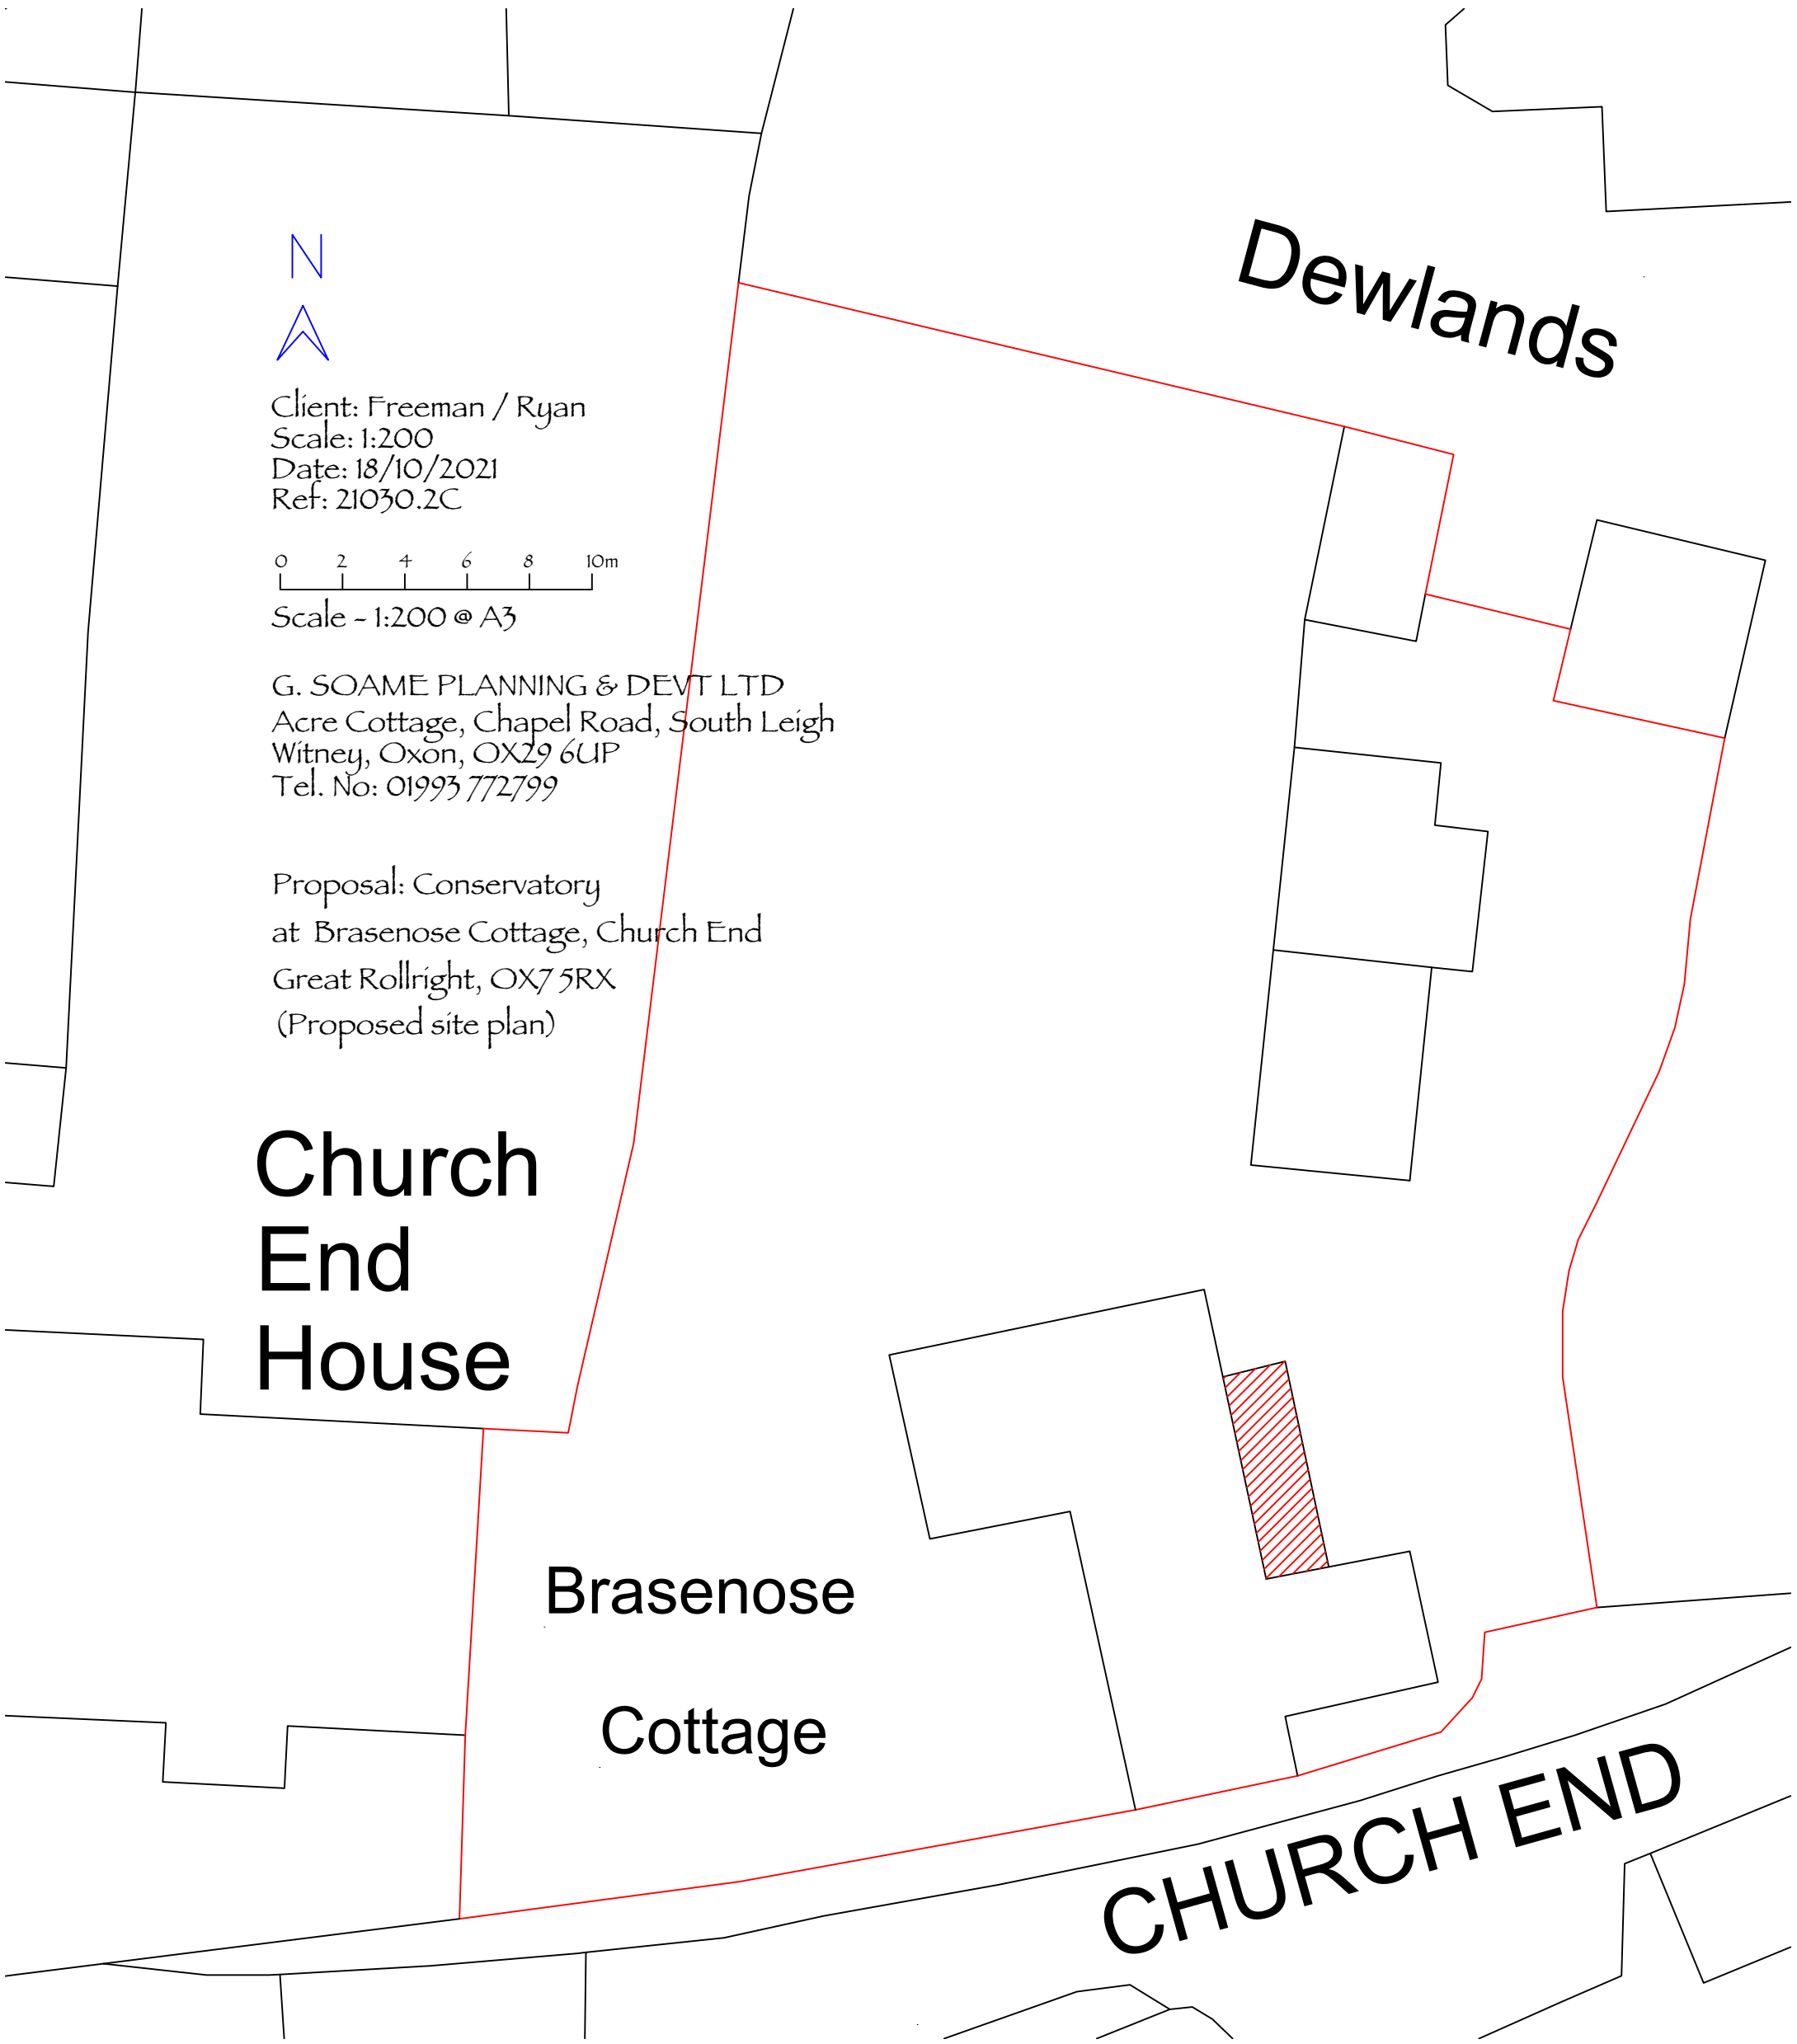 Dewlands
N
Client: Freeman / Ryan
Scale: 1:200
Date: 18/10/2021
Ref: 21030.2C
0 2 4 6 8 10m
Scale - 1:200 @ A3
G. SOAME PLANNING & DEVT LTD
Acre Cottage, Chapel Road, South Leigh
Witney, Oxon, OX29 6UP
Tel. No: 01993 772799
Proposal: Conservatory
at Brasenose Cottage, Church End
Great Rollright, OX7 5RX
(Proposed site plan)
Church
End
House
Brasenose
Cottage
CHURCH END